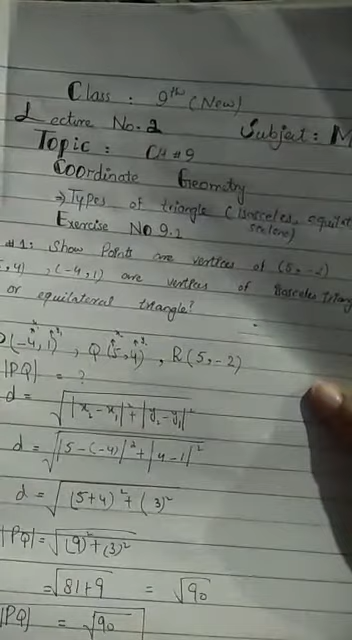 Class : 9th (New)
Lecture No. 2 Subject : M
Topic : CH # 9
Coordinate Geometry
⇒ Types of triangle (Isosceles, equilat
scalene)
Exercise NO 9.2
#1: Show Points are vertices of (5, -2)
, 4) , (-4, 1) are vertices of Isosceles triang
or equilateral triangle?
P(-4, 1) , Q(5, 4) , R(5, -2)
|PQ| = ?
d = √|x₂ - x₁|² + |y₂ - y₁|²
d = √|5 - (-4)|² + |4 - 1|²
d = √(5+4)² + (3)²
|PQ| = √(9)² + (3)²
= √81+9 = √90
|PQ| = √90